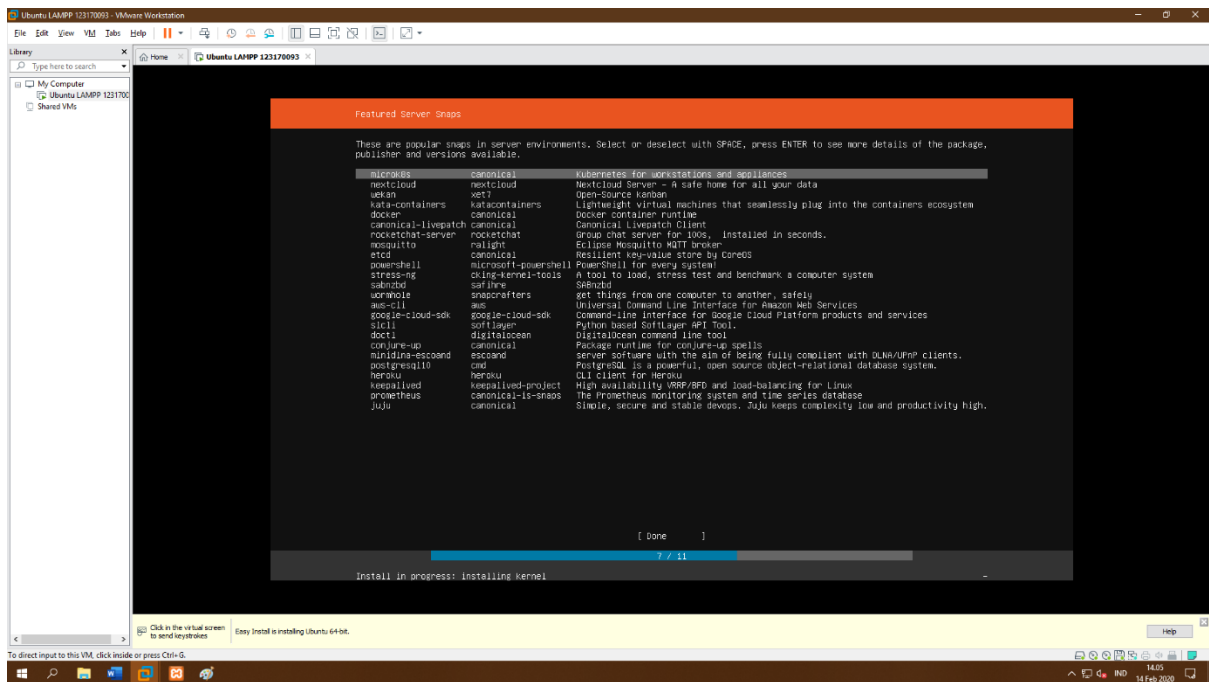 Ubuntu LAMPP 123170093 - VMware Workstation
File Edit View VM Tabs Help
Library
Type here to search
Home
Ubuntu LAMPP 123170093
My Computer
Ubuntu LAMPP 1231700
Shared VMs
Featured Server Snaps
These are popular snaps in server environments. Select or deselect with SPACE, press ENTER to see more details of the package,
publisher and versions available.
microk8s canonical Kubernetes for workstations and appliances
nextcloud nextcloud Nextcloud Server - A safe home for all your data
wekan xet7 Open-Source kanban
kata-containers katacontainers Lightweight virtual machines that seamlessly plug into the containers ecosystem
docker canonical Docker container runtime
canonical-livepatch canonical Canonical Livepatch Client
rocketchat-server rocketchat Group chat server for 100s, installed in seconds.
mosquitto ralight Eclipse Mosquitto MQTT broker
etcd canonical Resilient key-value store by CoreOS
powershell microsoft-powershell PowerShell for every system!
stress-ng cking-kernel-tools A tool to load, stress test and benchmark a computer system
sabnzbd safihre SABnzbd
wormhole snapcrafters get things from one computer to another, safely
aws-cli aws Universal Command Line Interface for Amazon Web Services
google-cloud-sdk google-cloud-sdk Command-line interface for Google Cloud Platform products and services
slcli softlayer Python based SoftLayer API Tool.
doctl digitalocean DigitalOcean command line tool
conjure-up canonical Package runtime for conjure-up spells
minidlna-escoand escoand server software with the aim of being fully compliant with DLNA/UPnP clients.
postgresql10 cmd PostgreSQL is a powerful, open source object-relational database system.
heroku heroku CLI client for Heroku
keepalived keepalived-project High availability VRRP/BFD and load-balancing for Linux
prometheus canonical-is-snaps The Prometheus monitoring system and time series database
juju canonical Simple, secure and stable devops. Juju keeps complexity low and productivity high.
[ Done ]
7 / 11
Install in progress: installing kernel
Click in the virtual screen
to send keystrokes
Easy Install is installing Ubuntu 64-bit.
Help
To direct input to this VM, click inside or press Ctrl+G.
IND
14.05
14 Feb 2020